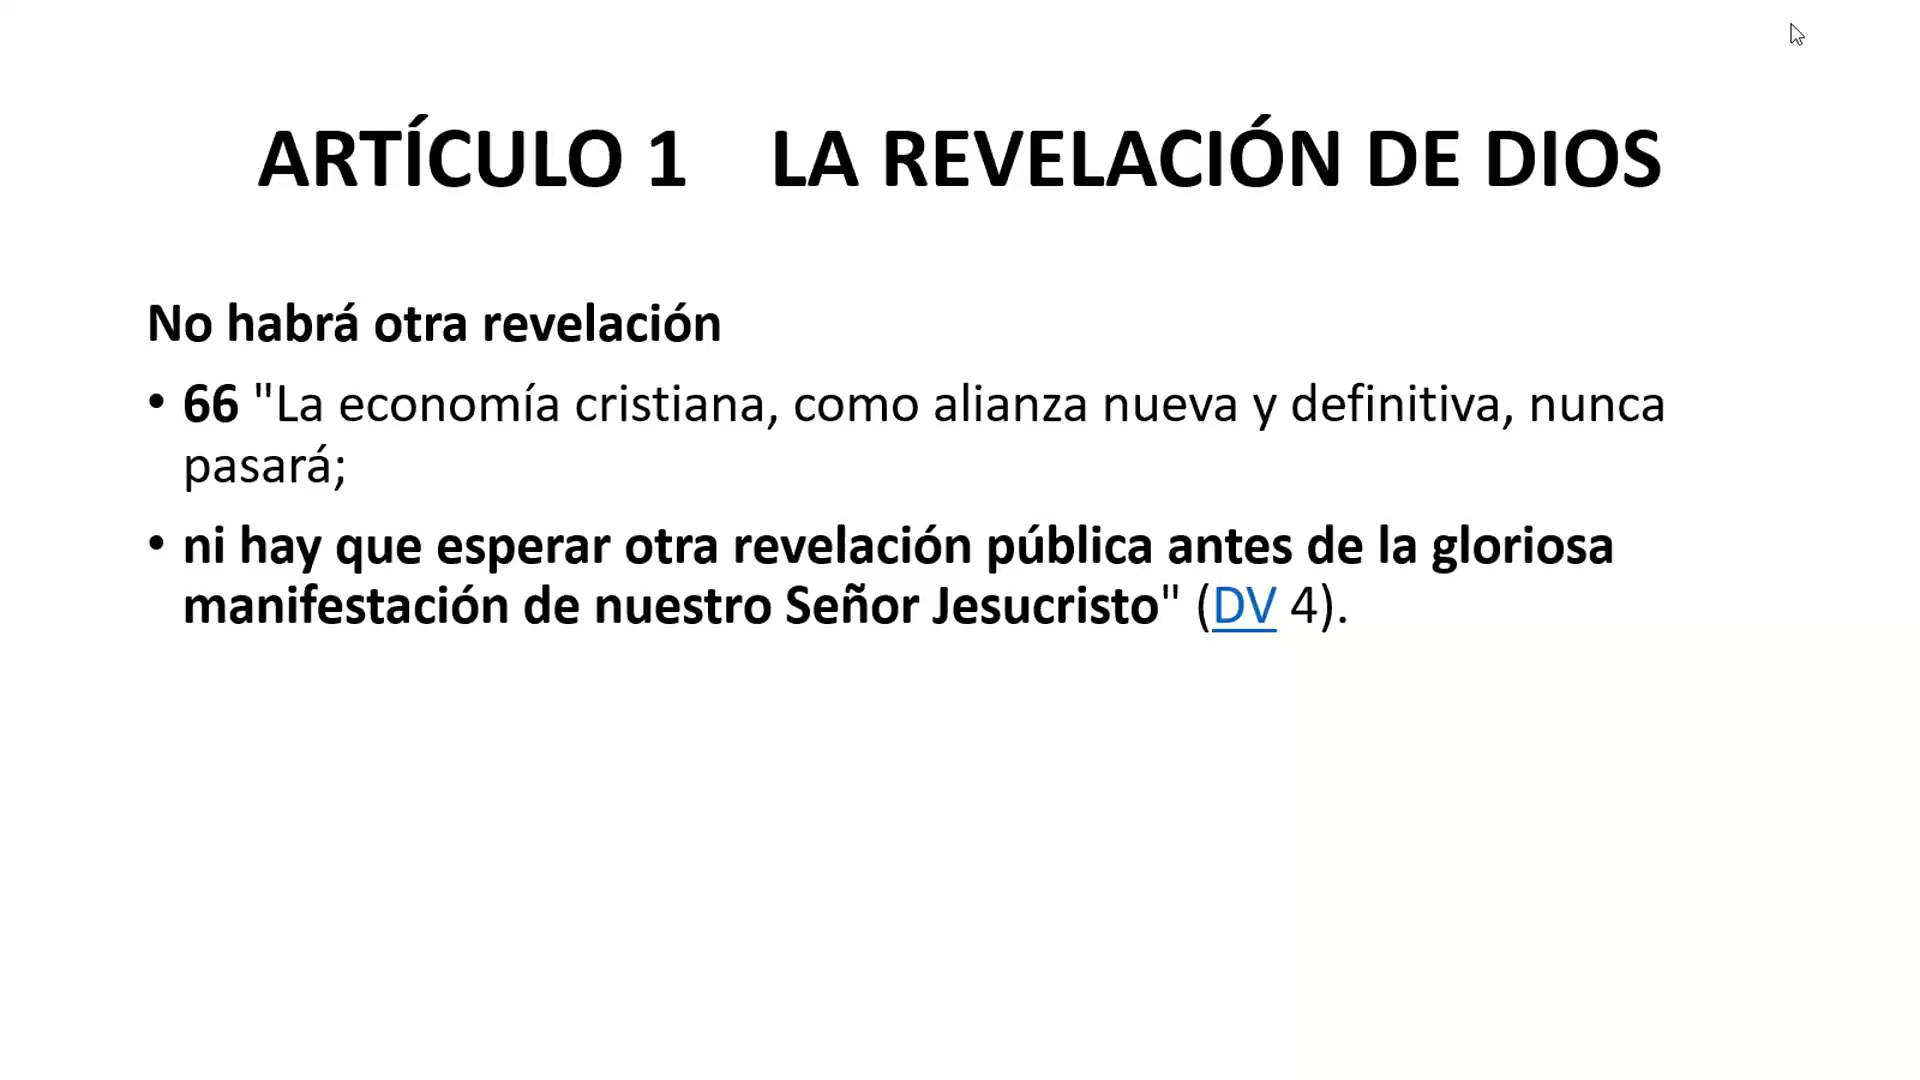 ARTÍCULO 1 LA REVELACIÓN DE DIOS
No habrá otra revelación
• 66 "La economía cristiana, como alianza nueva y definitiva, nunca
pasará;
• ni hay que esperar otra revelación pública antes de la gloriosa
manifestación de nuestro Señor Jesucristo" (DV 4).